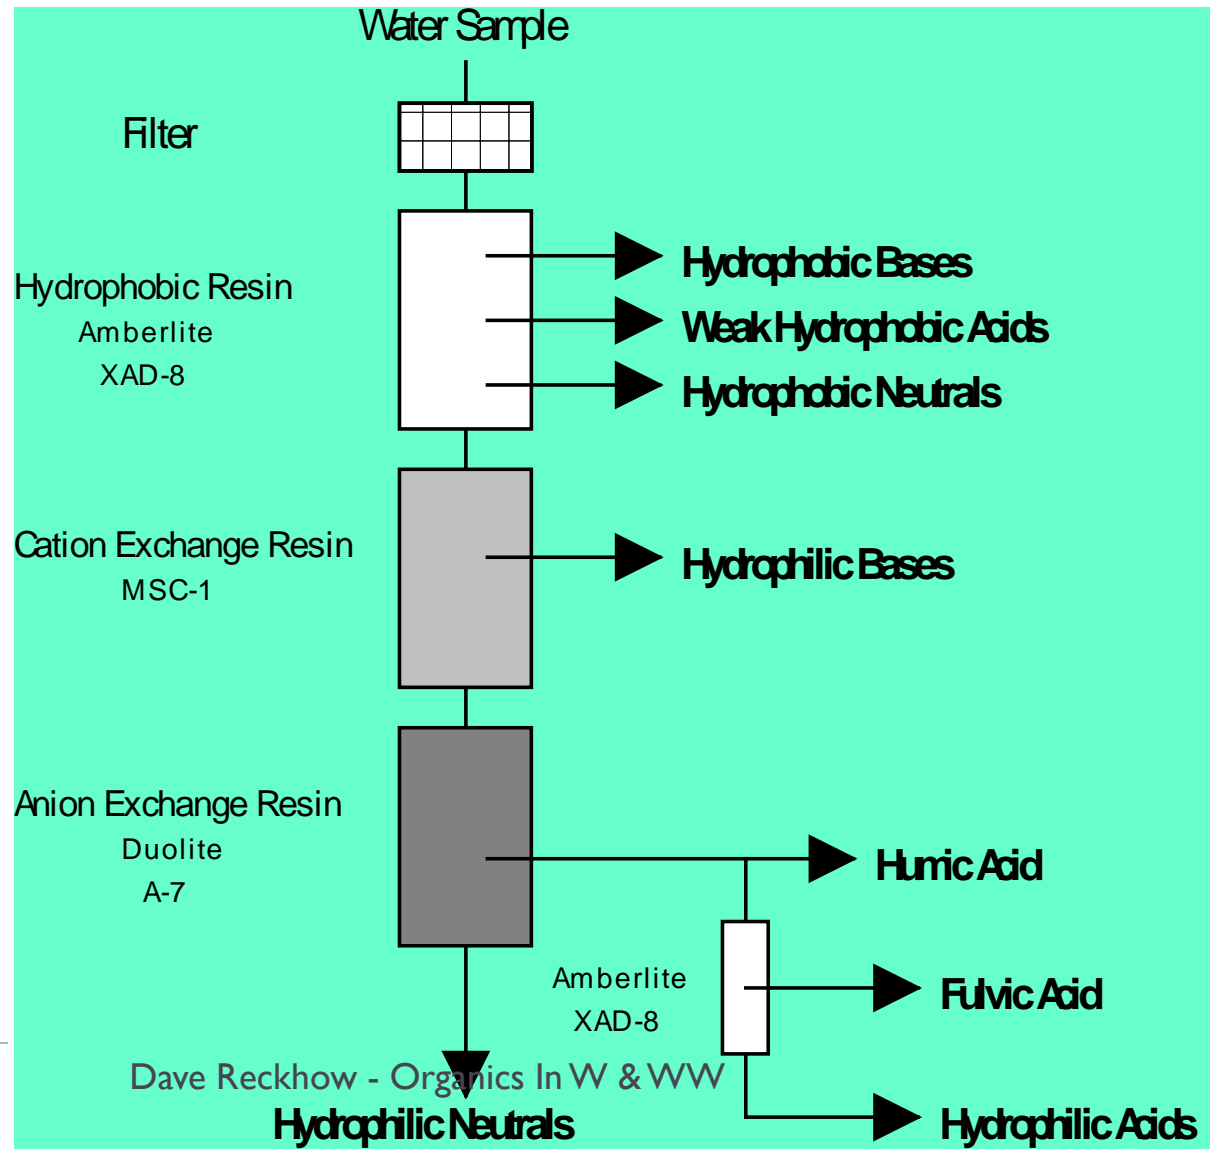 Water Sample
Filter
Hydrophobic Resin
Amberlite
XAD-8
Hydrophobic Bases
Weak Hydrophobic Acids
Hydrophobic Neutrals
Cation Exchange Resin
MSC-1
Hydrophilic Bases
Anion Exchange Resin
Duolite
A-7
Humic Acid
Amberlite
XAD-8
Fulvic Acid
Dave Reckhow - Organics In W & WW
Hydrophilic Neutrals
Hydrophilic Acids